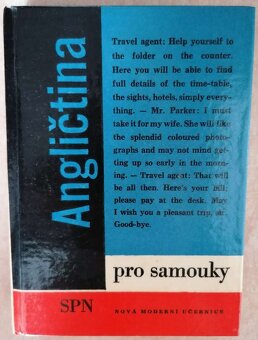 Angličtina
Travel agent: Help yourself to
the folder on the counter.
Here you will be able to find
full details of the time-table,
the sights, hotels, simply every-
thing. — Mr. Parker: I must
take it for my wife. She will like
the splendid coloured photo-
graphs and may not mind get-
ting up so early in the morn-
ing. — Travel agent: That will
be all then. Here's your bill,
please pay at the desk. May
I wish you a pleasant trip, sir.
Good-bye.
pro samouky
SPN
NOVÁ MODERNÍ UČEBNICE